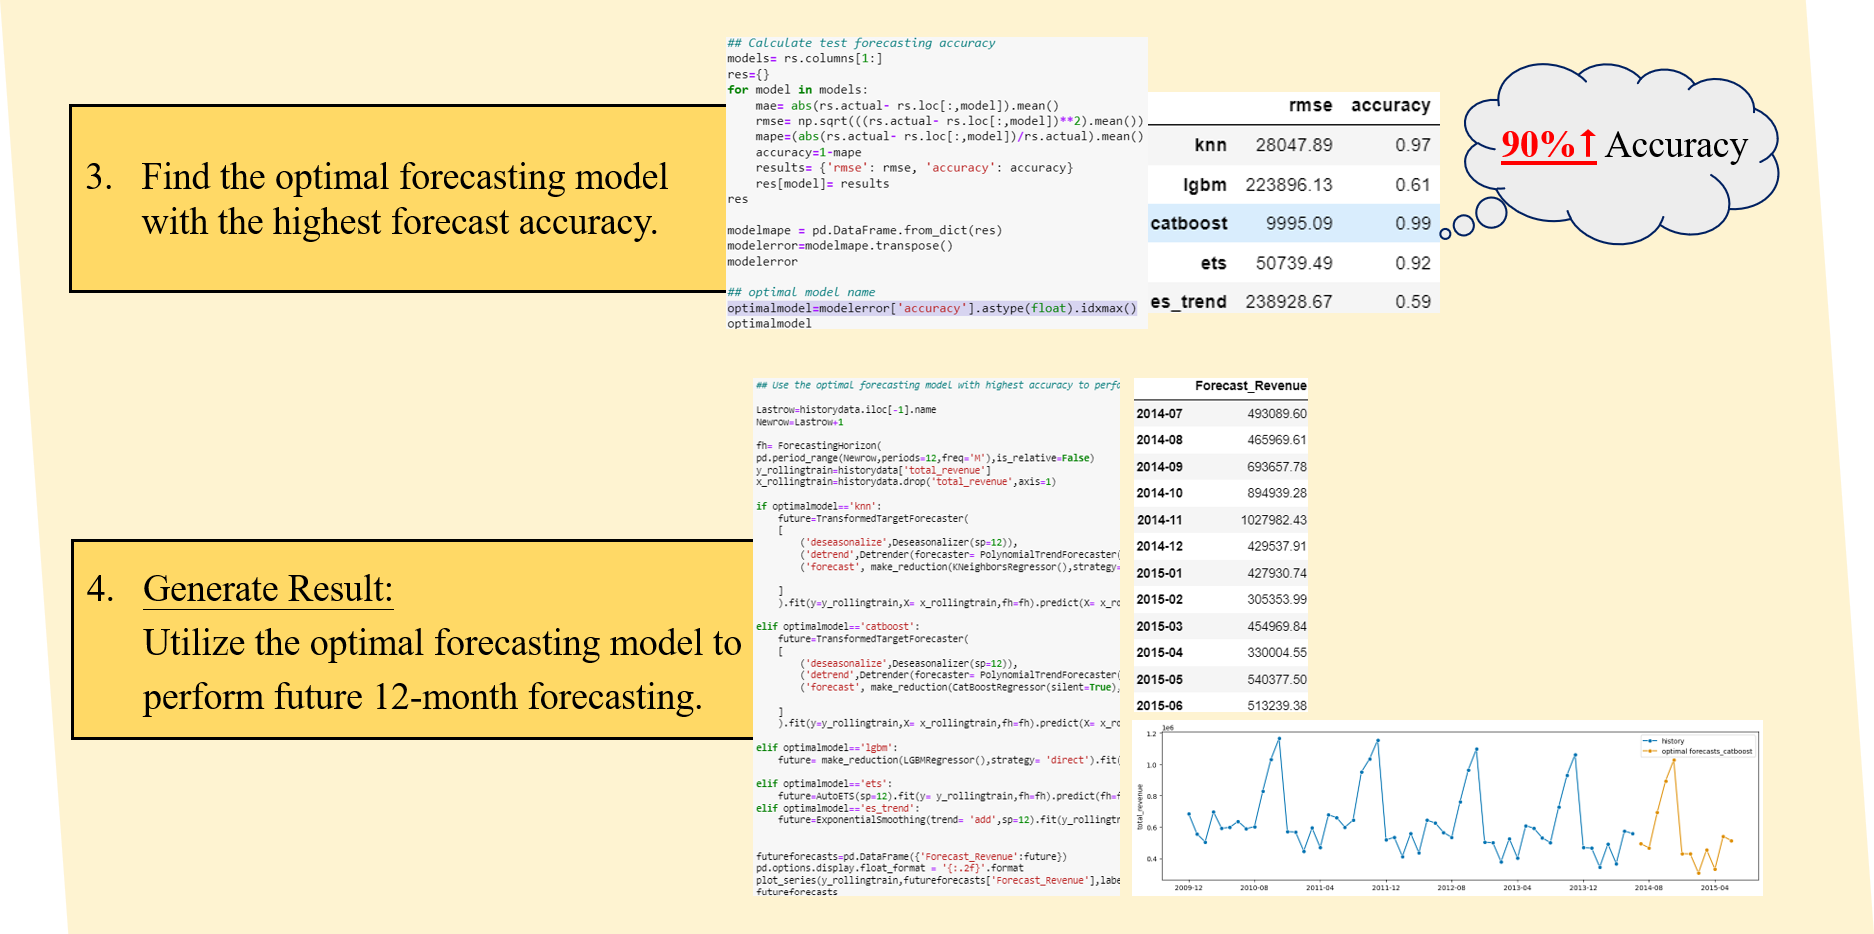 3. Find the optimal forecasting model
with the highest forecast accuracy.
## Calculate test forecasting accuracy
models= rs.columns[1:]
res={}
for model in models:
    mae= abs(rs.actual- rs.loc[:,model]).mean()
    rmse= np.sqrt(((rs.actual- rs.loc[:,model])**2).mean())
    mape=(abs(rs.actual- rs.loc[:,model])/rs.actual).mean()
    accuracy=1-mape
    results= {'rmse': rmse, 'accuracy': accuracy}
    res[model]= results
res
modelmape = pd.DataFrame.from_dict(res)
modelerror=modelmape.transpose()
modelerror
## optimal model name
optimalmodel=modelerror['accuracy'].astype(float).idxmax()
optimalmodel
rmse accuracy
knn 28047.89 0.97
lgbm 223896.13 0.61
catboost 9995.09 0.99
ets 50739.49 0.92
es_trend 238928.67 0.59
90%↑ Accuracy
4. Generate Result:
Utilize the optimal forecasting model to
perform future 12-month forecasting.
## Use the optimal forecasting model with highest accuracy to perfo
Lastrow=historydata.iloc[-1].name
Newrow=Lastrow+1
fh= ForecastingHorizon(
pd.period_range(Newrow,periods=12,freq='M'),is_relative=False)
y_rollingtrain=historydata['total_revenue']
x_rollingtrain=historydata.drop('total_revenue',axis=1)
if optimalmodel=='knn':
    future=TransformedTargetForecaster(
    [
        ('deseasonalize',Deseasonalizer(sp=12)),
        ('detrend',Detrender(forecaster= PolynomialTrendForecaster(
        ('forecast', make_reduction(KNeighborsRegressor(),strategy=
    ]
    ).fit(y=y_rollingtrain,X= x_rollingtrain,fh=fh).predict(X= x_ro
elif optimalmodel=='catboost':
    future=TransformedTargetForecaster(
    [
        ('deseasonalize',Deseasonalizer(sp=12)),
        ('detrend',Detrender(forecaster= PolynomialTrendForecaster(
        ('forecast', make_reduction(CatBoostRegressor(silent=True),
    ]
    ).fit(y=y_rollingtrain,X= x_rollingtrain,fh=fh).predict(X= x_ro
elif optimalmodel=='lgbm':
    future= make_reduction(LGBMRegressor(),strategy= 'direct').fit(
elif optimalmodel=='ets':
    future=AutoETS(sp=12).fit(y= y_rollingtrain,fh=fh).predict(fh=f
elif optimalmodel=='es_trend':
    future=ExponentialSmoothing(trend= 'add',sp=12).fit(y_rollingtr
futureforecasts=pd.DataFrame({'Forecast_Revenue':future})
pd.options.display.float_format = '{:.2f}'.format
plot_series(y_rollingtrain,futureforecasts['Forecast_Revenue'],labe
futureforecasts
Forecast_Revenue
2014-07 493089.60
2014-08 465969.61
2014-09 693657.78
2014-10 894939.28
2014-11 1027982.43
2014-12 429537.91
2015-01 427930.74
2015-02 305353.99
2015-03 454969.84
2015-04 330004.55
2015-05 540377.50
2015-06 513239.38
1e6
1.2
1.0
0.8
0.6
0.4
total_revenue
history
optimal forecasts_catboost
2009-12 2010-08 2011-04 2011-12 2012-08 2013-04 2013-12 2014-08 2015-04